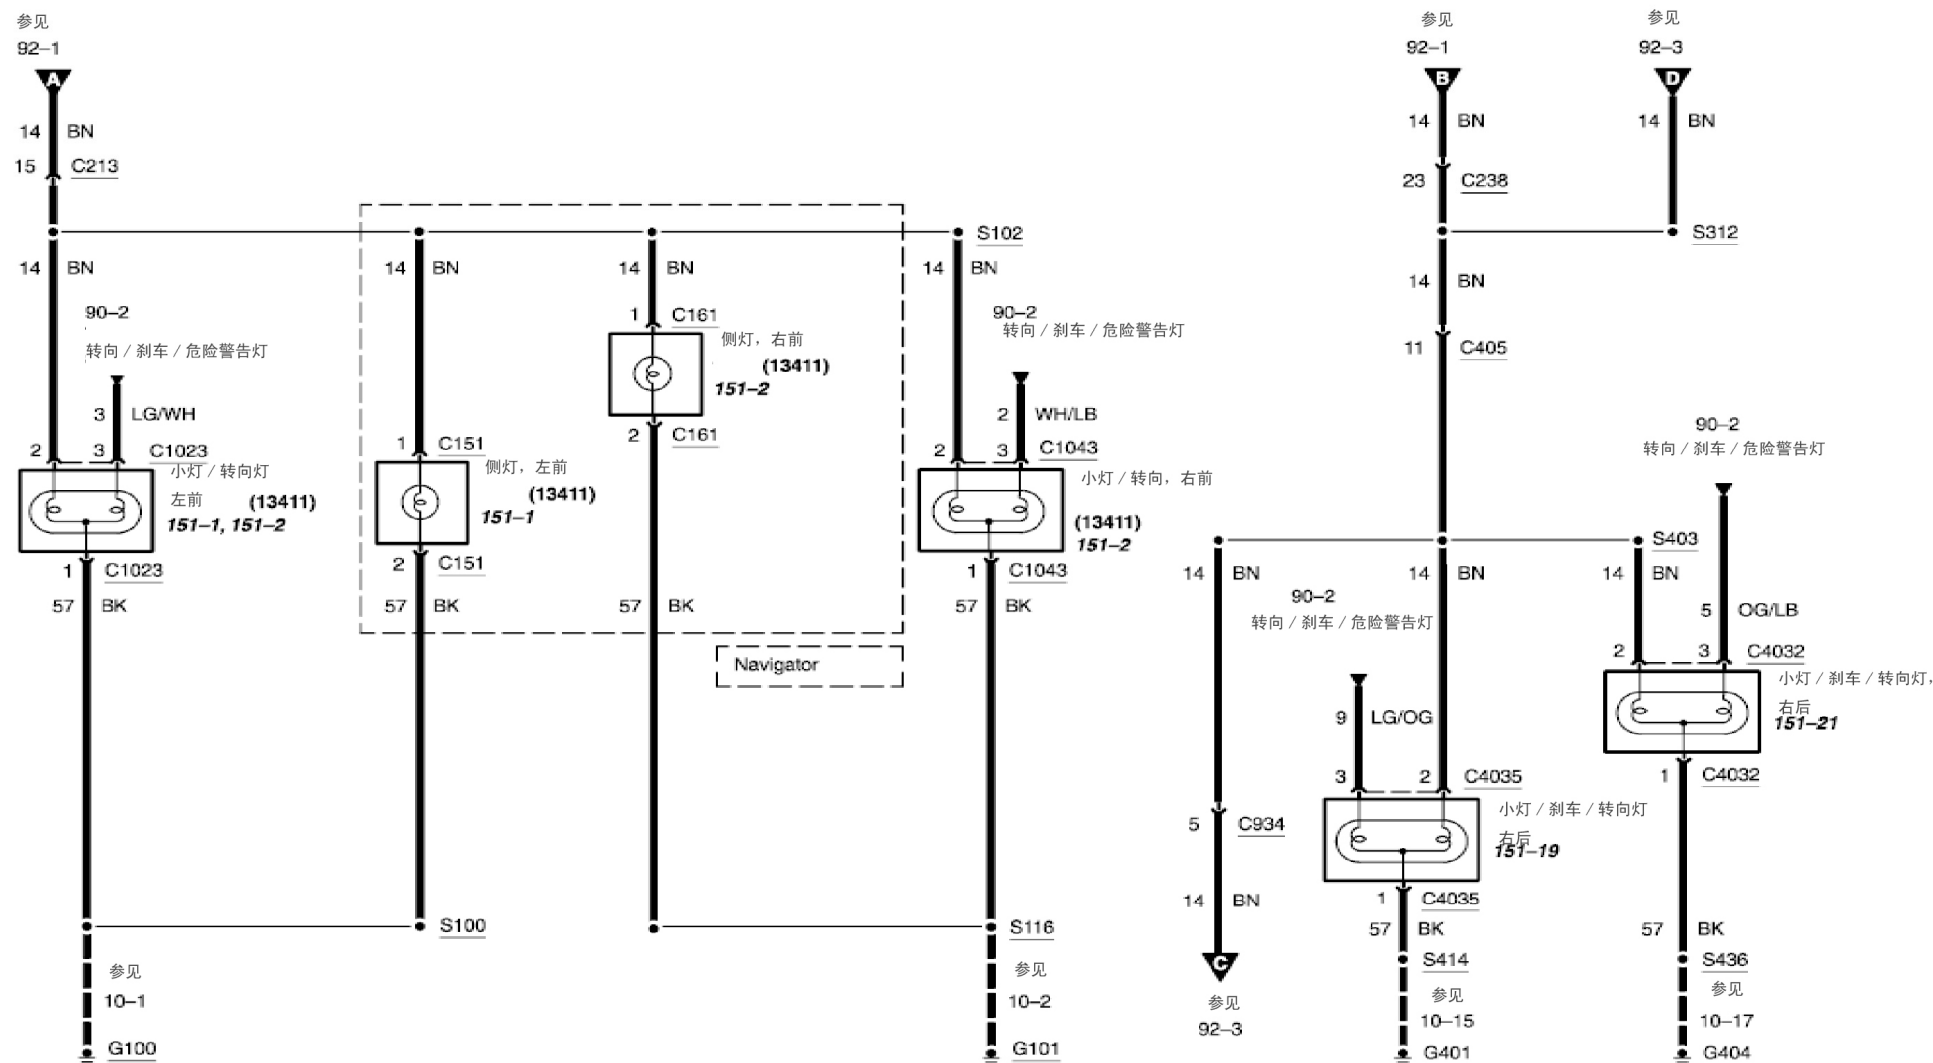 参见
92–1
A
14 BN
15 C213
14 BN
90–2
转向／刹车／危险警告灯
3 LG/WH
2 3 C1023
小灯／转向灯
左前 (13411)
151–1, 151–2
1 C1023
57 BK
参见
10–1
G100
14 BN
1 C151
侧灯，左前
(13411)
151–1
2 C151
57 BK
S100
14 BN
1 C161
侧灯，右前
(13411)
151–2
2 C161
57 BK
Navigator
S102
14 BN
90–2
转向／刹车／危险警告灯
2 WH/LB
2 3 C1043
小灯／转向，右前
(13411)
151–2
1 C1043
57 BK
S116
参见
10–2
G101
参见
92–1
B
14 BN
23 C238
参见
92–3
D
14 BN
S312
14 BN
11 C405
S403
14 BN
5 C934
14 BN
C
参见
92–3
14 BN
90–2
转向／刹车／危险警告灯
9 LG/OG
3 2 C4035
小灯／刹车／转向灯
右后
151–19
1 C4035
57 BK
S414
参见
10–15
G401
90–2
转向／刹车／危险警告灯
14 BN
5 OG/LB
2 3 C4032
小灯／刹车／转向灯，
右后
151–21
1 C4032
57 BK
S436
参见
10–17
G404